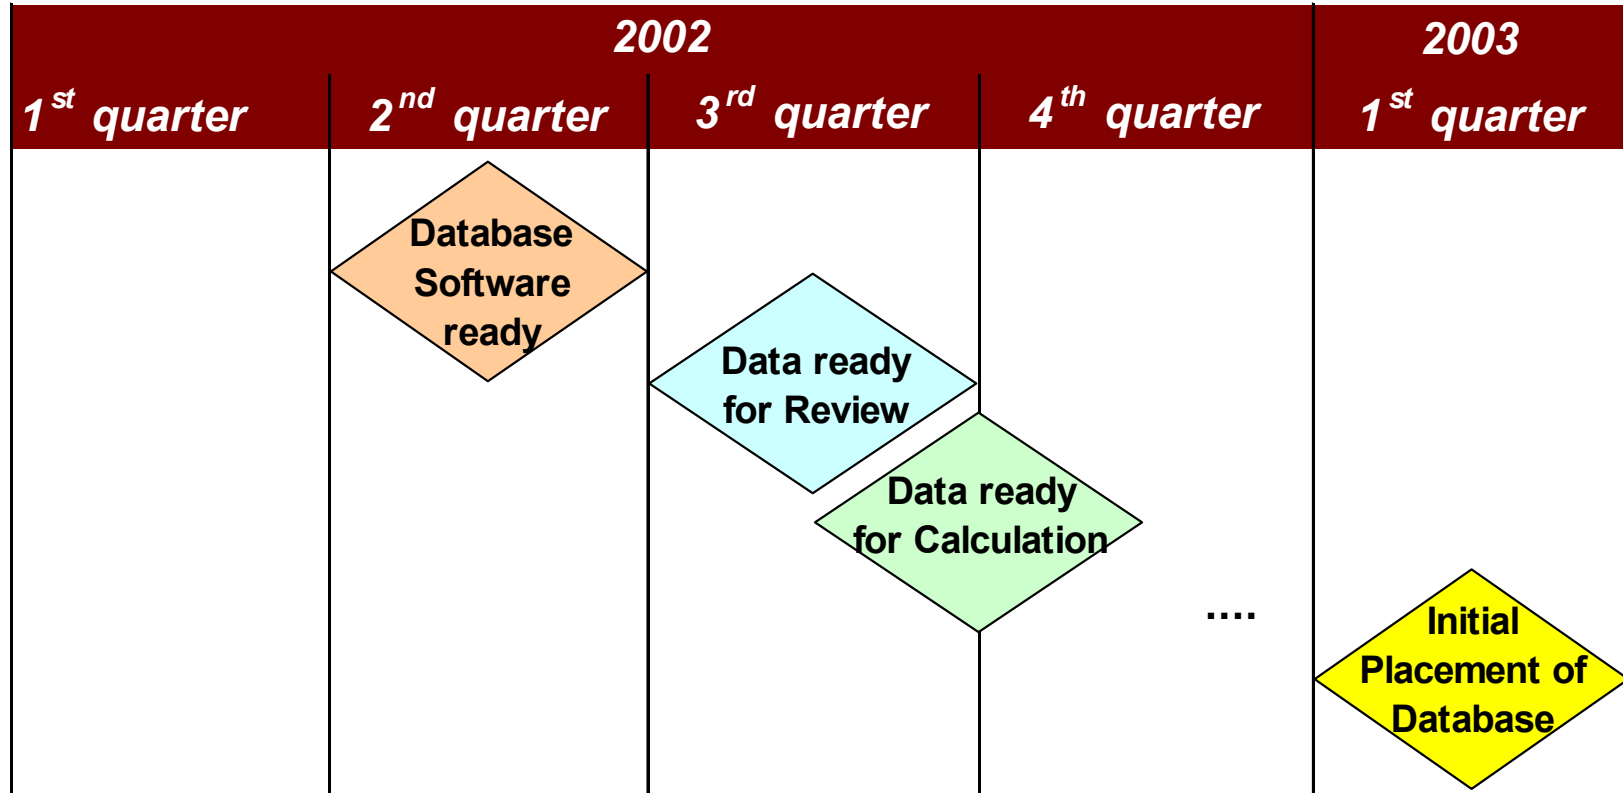 2002 2003
1st quarter 2nd quarter 3rd quarter 4th quarter 1st quarter
Database
Software
ready
Data ready
for Review
Data ready
for Calculation
....
Initial
Placement of
Database